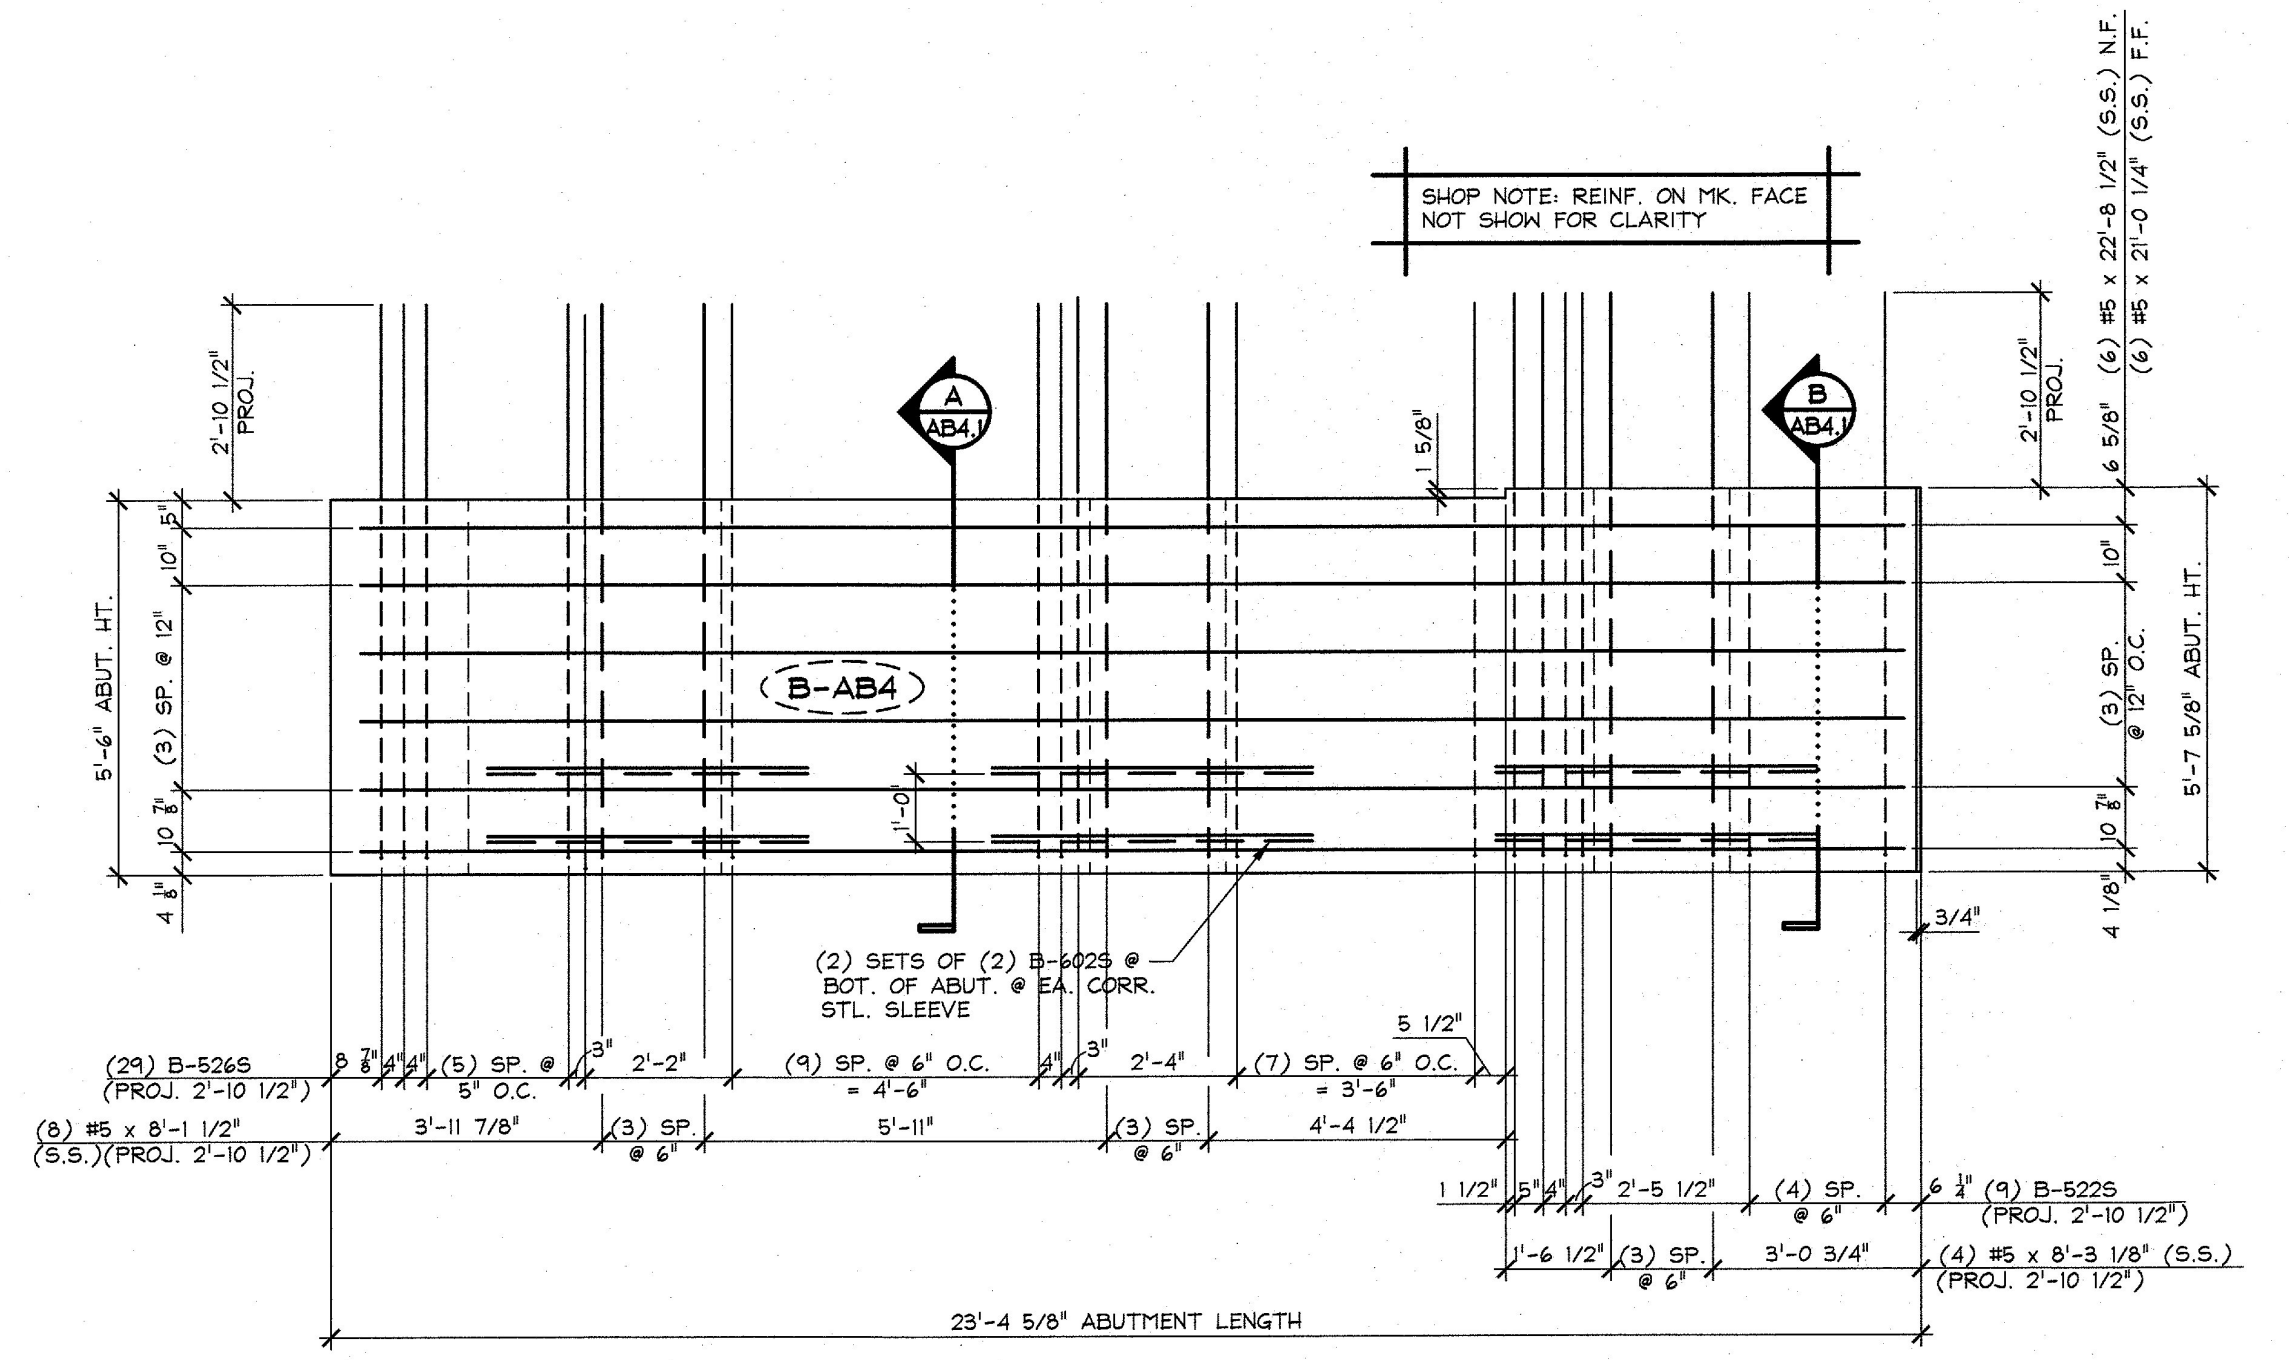 (6) #5 x 22'-8 1/2" (S.S.) N.F.
(6) #5 x 21'-0 1/4" (S.S.) F.F.
SHOP NOTE: REINF. ON MK. FACE
NOT SHOW FOR CLARITY
2'-10 1/2"
PROJ.
A
AB4.1
B
AB4.1
1 5/8"
2'-10 1/2"
PROJ.
6 5/8"
5"
10"
(3) SP. @ 12"
10 7/8"
4 1/8"
5'-6" ABUT. HT.
B-AB4
1'-0"
10"
(3) SP.
@ 12" O.C.
10 7/8"
4 1/8"
5'-7 5/8" ABUT. HT.
3/4"
(2) SETS OF (2) B-602S @
BOT. OF ABUT. @ EA. CORR.
STL. SLEEVE
5 1/2"
(29) B-526S
(PROJ. 2'-10 1/2")
8 7/8"
4"
4"
(5) SP. @
5" O.C.
3"
2'-2"
(9) SP. @ 6" O.C.
= 4'-6"
4"
3"
2'-4"
(7) SP. @ 6" O.C.
= 3'-6"
(8) #5 x 8'-1 1/2"
(S.S.)(PROJ. 2'-10 1/2")
3'-11 7/8"
(3) SP.
@ 6"
5'-11"
(3) SP.
@ 6"
4'-4 1/2"
1 1/2"
5"
4"
3"
2'-5 1/2"
(4) SP.
@ 6"
6 1/4"
(9) B-522S
(PROJ. 2'-10 1/2")
1'-6 1/2"
(3) SP.
@ 6"
3'-0 3/4"
(4) #5 x 8'-3 1/8" (S.S.)
(PROJ. 2'-10 1/2")
23'-4 5/8" ABUTMENT LENGTH